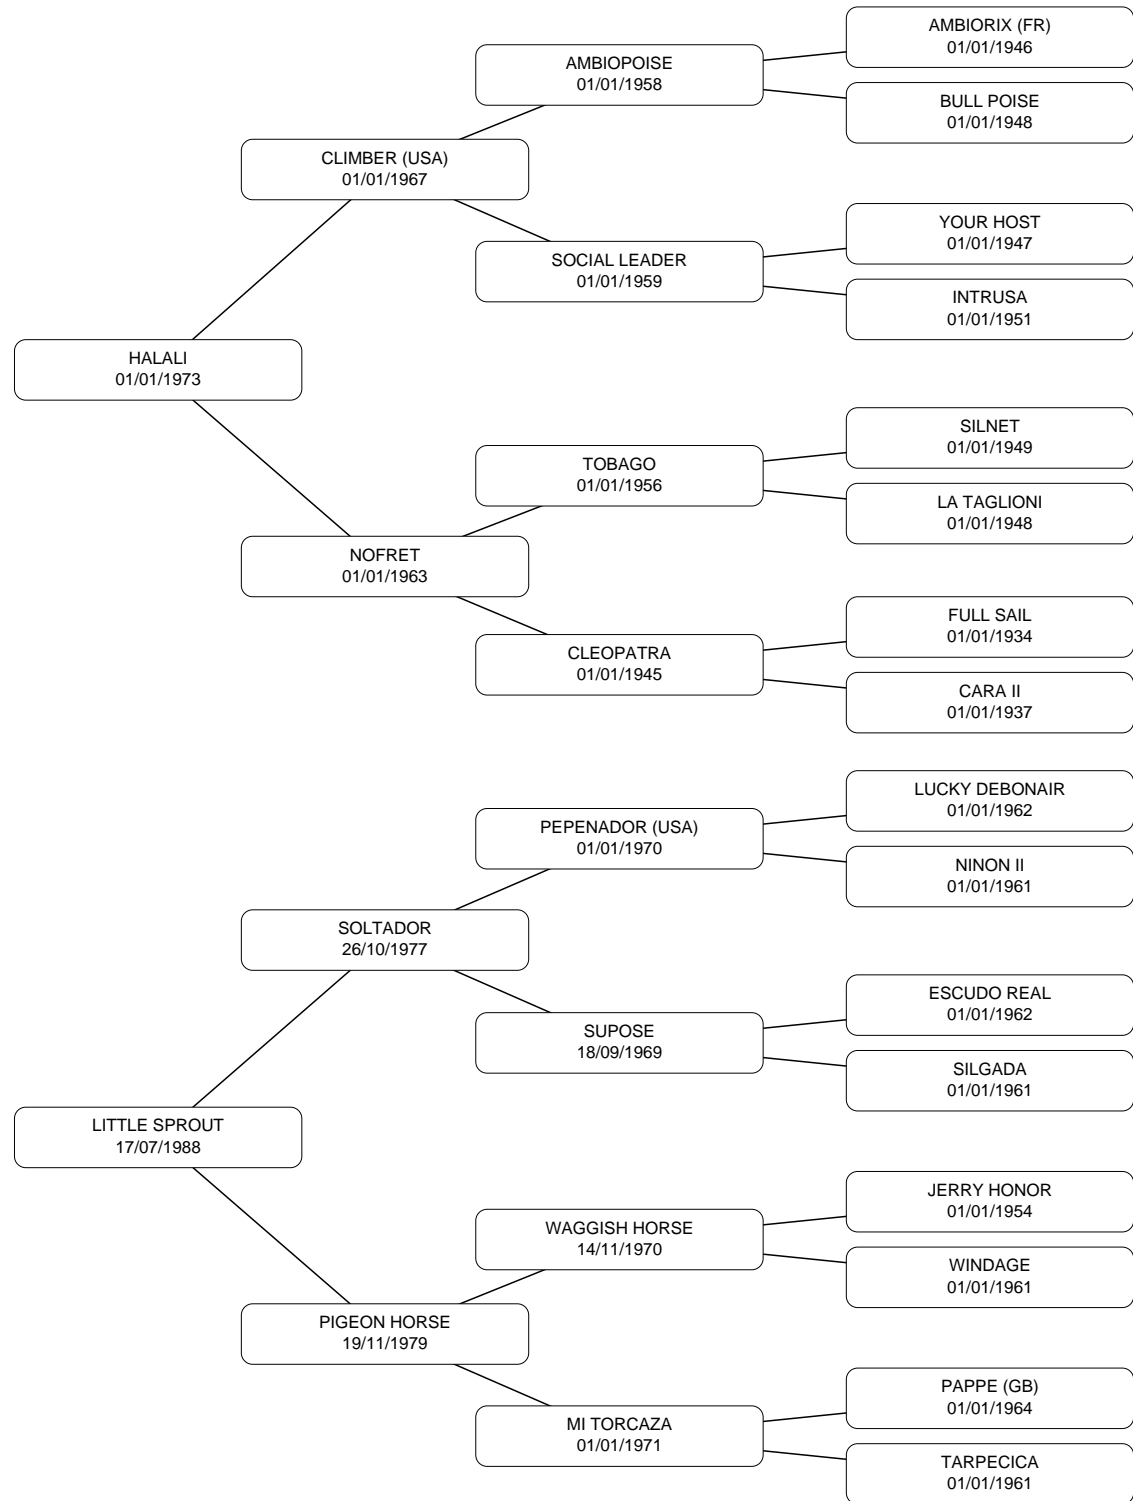 AMBIORIX (FR)
01/01/1946
AMBIOPOISE
01/01/1958
BULL POISE
01/01/1948
CLIMBER (USA)
01/01/1967
YOUR HOST
01/01/1947
SOCIAL LEADER
01/01/1959
INTRUSA
01/01/1951
HALALI
01/01/1973
SILNET
01/01/1949
TOBAGO
01/01/1956
LA TAGLIONI
01/01/1948
NOFRET
01/01/1963
FULL SAIL
01/01/1934
CLEOPATRA
01/01/1945
CARA II
01/01/1937
LUCKY DEBONAIR
01/01/1962
PEPENADOR (USA)
01/01/1970
NINON II
01/01/1961
SOLTADOR
26/10/1977
ESCUDO REAL
01/01/1962
SUPOSE
18/09/1969
SILGADA
01/01/1961
LITTLE SPROUT
17/07/1988
JERRY HONOR
01/01/1954
WAGGISH HORSE
14/11/1970
WINDAGE
01/01/1961
PIGEON HORSE
19/11/1979
PAPPE (GB)
01/01/1964
MI TORCAZA
01/01/1971
TARPECICA
01/01/1961